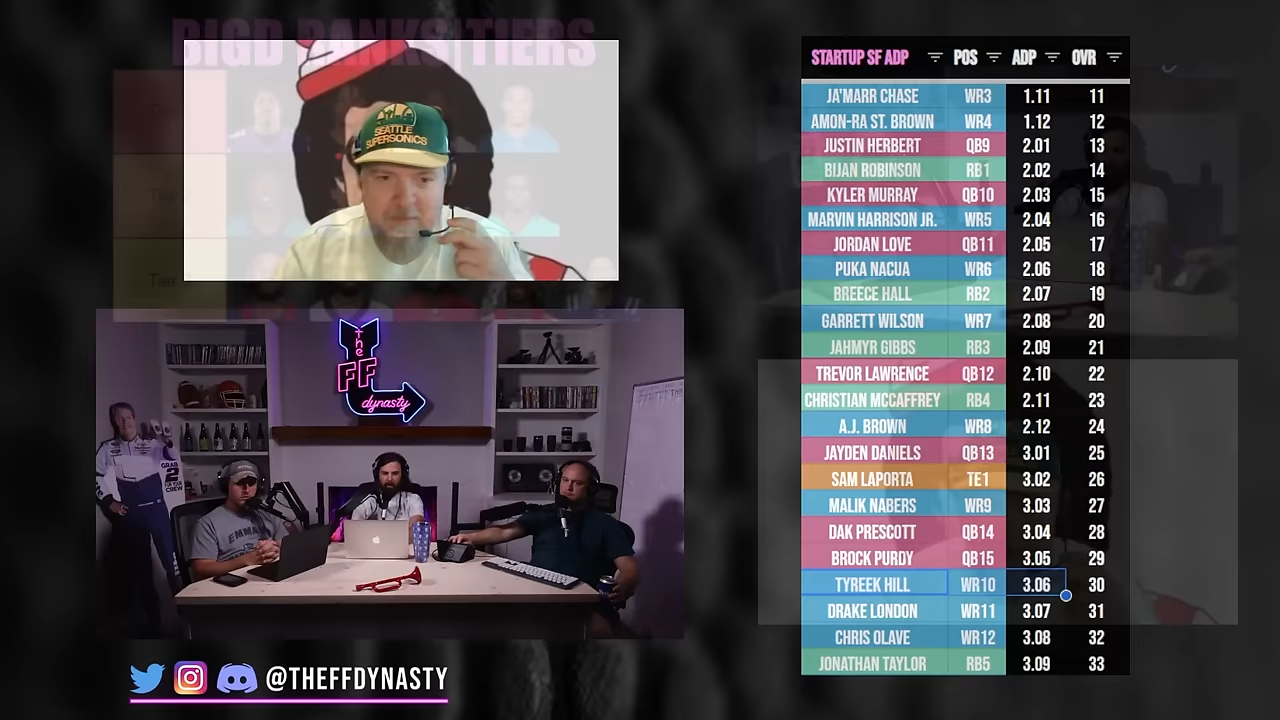 BIGD RANKS TIERS
SEATTLE
SUPERSONICS
The
FF
dynasty
@THEFFDYNASTY
STARTUP SF ADP POS ADP OVR
JA'MARR CHASE WR3 1.11 11
AMON-RA ST. BROWN WR4 1.12 12
JUSTIN HERBERT QB9 2.01 13
BIJAN ROBINSON RB1 2.02 14
KYLER MURRAY QB10 2.03 15
MARVIN HARRISON JR. WR5 2.04 16
JORDAN LOVE QB11 2.05 17
PUKA NACUA WR6 2.06 18
BREECE HALL RB2 2.07 19
GARRETT WILSON WR7 2.08 20
JAHMYR GIBBS RB3 2.09 21
TREVOR LAWRENCE QB12 2.10 22
CHRISTIAN MCCAFFREY RB4 2.11 23
A.J. BROWN WR8 2.12 24
JAYDEN DANIELS QB13 3.01 25
SAM LAPORTA TE1 3.02 26
MALIK NABERS WR9 3.03 27
DAK PRESCOTT QB14 3.04 28
BROCK PURDY QB15 3.05 29
TYREEK HILL WR10 3.06 30
DRAKE LONDON WR11 3.07 31
CHRIS OLAVE WR12 3.08 32
JONATHAN TAYLOR RB5 3.09 33